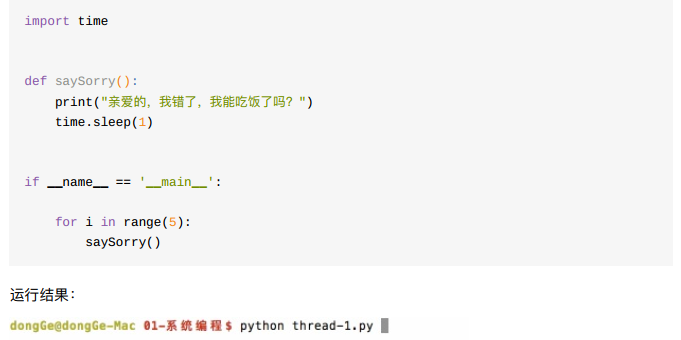 import time
def saySorry():
    print("亲爱的，我错了，我能吃饭了吗？")
    time.sleep(1)
if __name__ == '__main__':
    for i in range(5):
        saySorry()
运行结果：
dongGe@dongGe-Mac 01-系统编程$ python thread-1.py